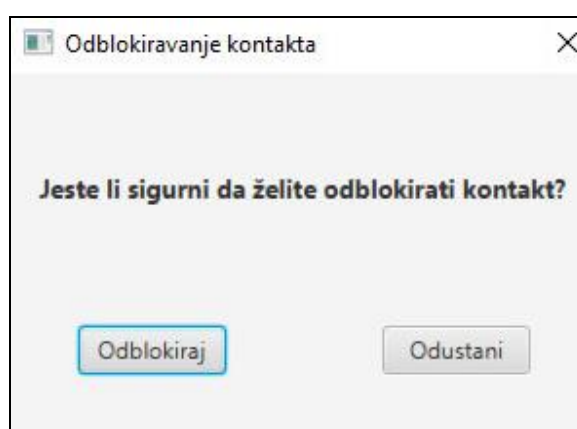 Odblokiravanje kontakta
Jeste li sigurni da želite odblokirati kontakt?
Odblokiraj
Odustani